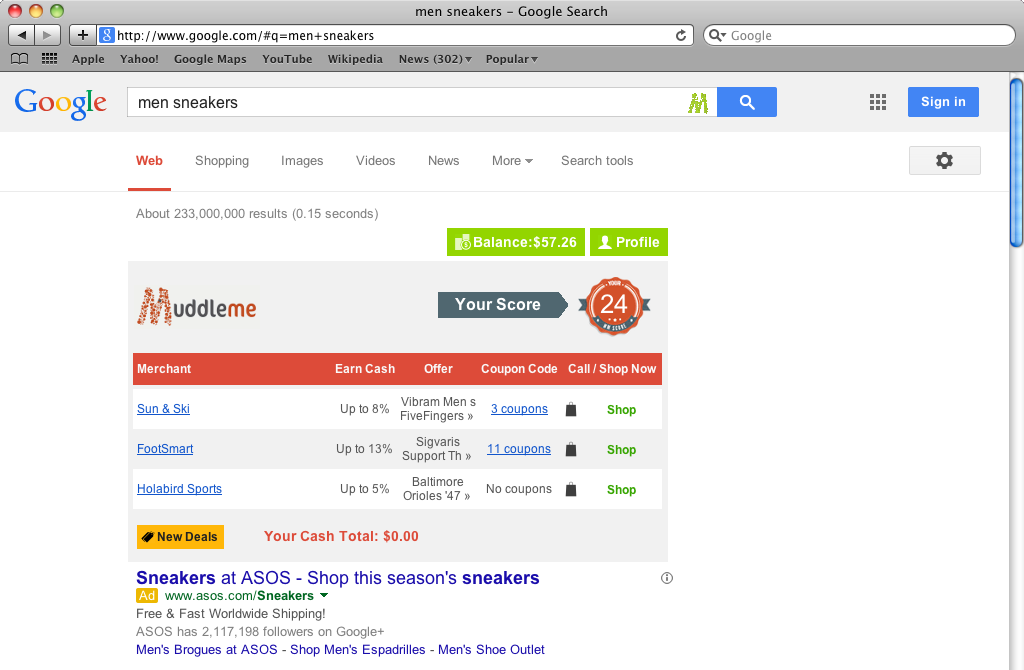 men sneakers – Google Search
http://www.google.com/#q=men+sneakers
Google
Apple Yahoo! Google Maps YouTube Wikipedia News (302) Popular
Google
men sneakers
Sign in
Web Shopping Images Videos News More Search tools
About 233,000,000 results (0.15 seconds)
Balance:$57.26 Profile
Muddleme
Your Score
YOUR
24
MM SCORE
Merchant Earn Cash Offer Coupon Code Call / Shop Now
Sun & Ski Up to 8% Vibram Men s FiveFingers » 3 coupons Shop
FootSmart Up to 13% Sigvaris Support Th » 11 coupons Shop
Holabird Sports Up to 5% Baltimore Orioles '47 » No coupons Shop
New Deals Your Cash Total: $0.00
Sneakers at ASOS - Shop this season's sneakers
Ad www.asos.com/Sneakers
Free & Fast Worldwide Shipping!
ASOS has 2,117,198 followers on Google+
Men's Brogues at ASOS - Shop Men's Espadrilles - Men's Shoe Outlet